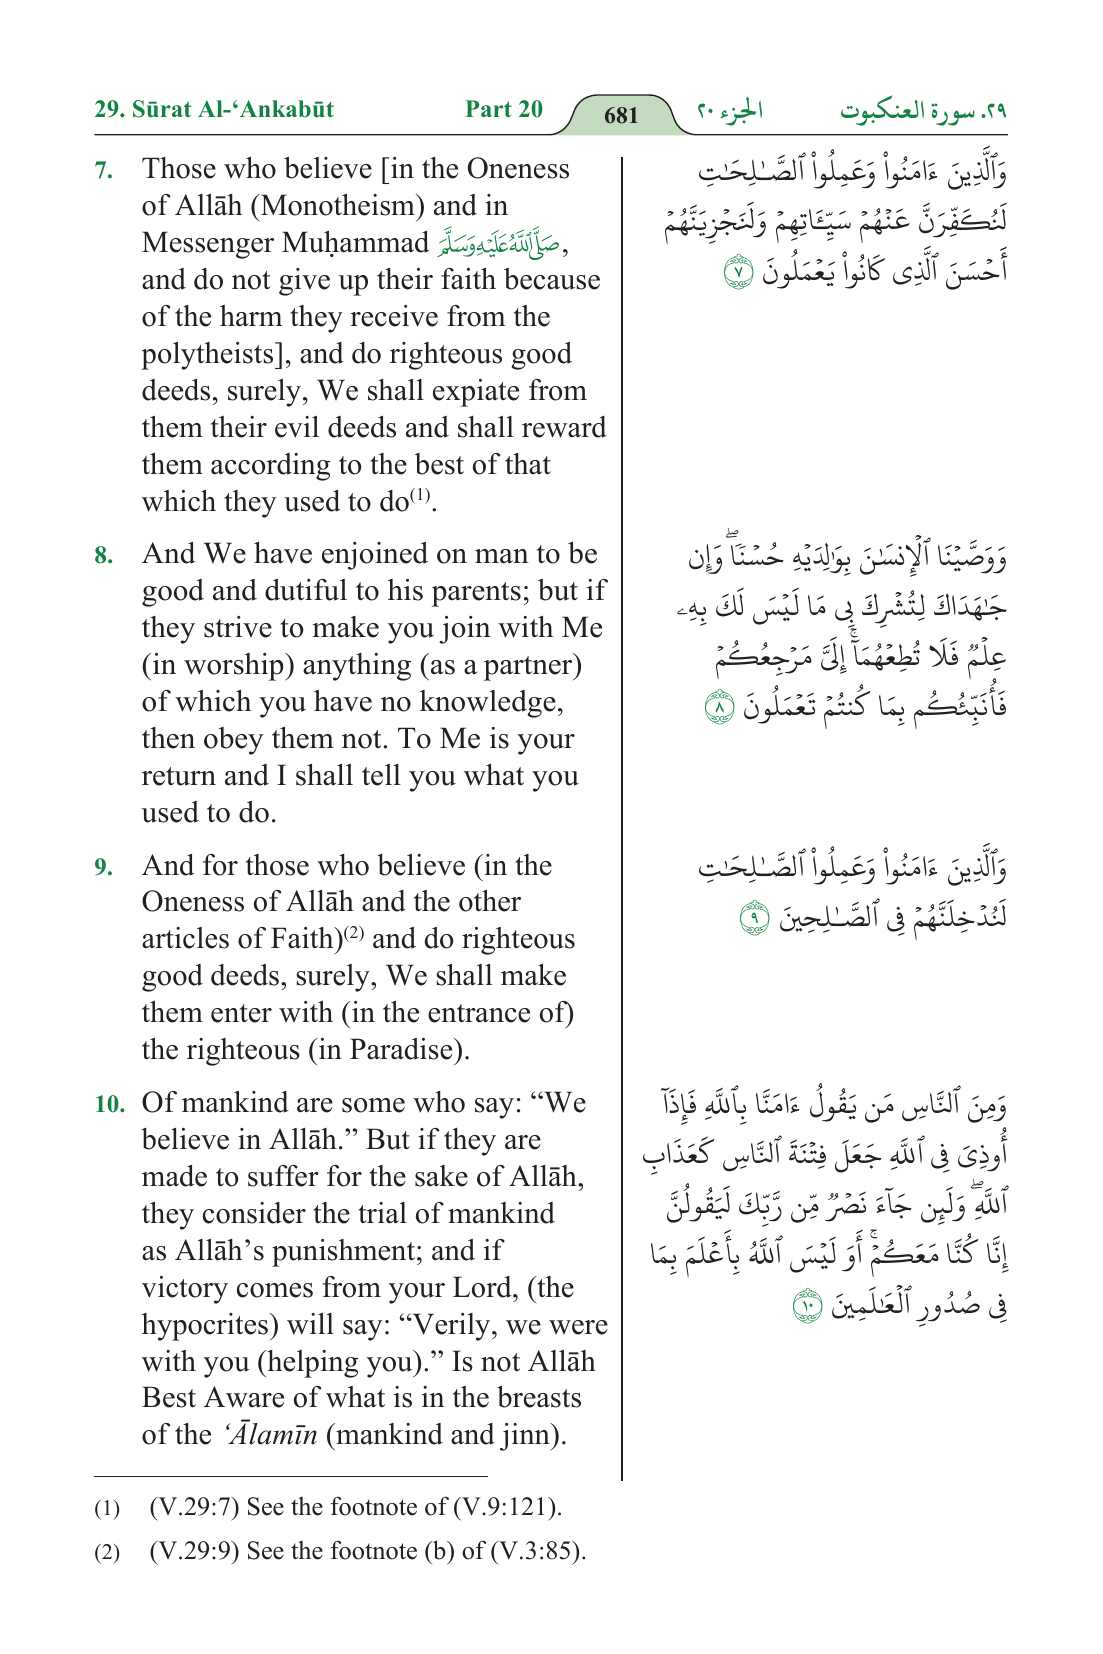 29. Sūrat Al-‘Ankabūt Part 20 681 الجزء ٢٠ ٢٩. سورة العنكبوت
7. Those who believe [in the Oneness
of Allāh (Monotheism) and in
Messenger Muḥammad صَلَّى ٱللَّهُ عَلَيْهِ وَسَلَّمَ,
and do not give up their faith because
of the harm they receive from the
polytheists], and do righteous good
deeds, surely, We shall expiate from
them their evil deeds and shall reward
them according to the best of that
which they used to do(1).
وَٱلَّذِينَ ءَامَنُوا۟ وَعَمِلُوا۟ ٱلصَّـٰلِحَـٰتِ
لَنُكَفِّرَنَّ عَنْهُمْ سَيِّـَٔاتِهِمْ وَلَنَجْزِيَنَّهُمْ
أَحْسَنَ ٱلَّذِى كَانُوا۟ يَعْمَلُونَ ٧
8. And We have enjoined on man to be
good and dutiful to his parents; but if
they strive to make you join with Me
(in worship) anything (as a partner)
of which you have no knowledge,
then obey them not. To Me is your
return and I shall tell you what you
used to do.
وَوَصَّيْنَا ٱلْإِنسَـٰنَ بِوَٰلِدَيْهِ حُسْنًا ۖ وَإِن
جَـٰهَدَاكَ لِتُشْرِكَ بِى مَا لَيْسَ لَكَ بِهِۦ
عِلْمٌ فَلَا تُطِعْهُمَآ ۚ إِلَىَّ مَرْجِعُكُمْ
فَأُنَبِّئُكُم بِمَا كُنتُمْ تَعْمَلُونَ ٨
9. And for those who believe (in the
Oneness of Allāh and the other
articles of Faith)(2) and do righteous
good deeds, surely, We shall make
them enter with (in the entrance of)
the righteous (in Paradise).
وَٱلَّذِينَ ءَامَنُوا۟ وَعَمِلُوا۟ ٱلصَّـٰلِحَـٰتِ
لَنُدْخِلَنَّهُمْ فِى ٱلصَّـٰلِحِينَ ٩
10. Of mankind are some who say: “We
believe in Allāh.” But if they are
made to suffer for the sake of Allāh,
they consider the trial of mankind
as Allāh’s punishment; and if
victory comes from your Lord, (the
hypocrites) will say: “Verily, we were
with you (helping you).” Is not Allāh
Best Aware of what is in the breasts
of the ‘Ālamīn (mankind and jinn).
وَمِنَ ٱلنَّاسِ مَن يَقُولُ ءَامَنَّا بِٱللَّهِ فَإِذَآ
أُوذِىَ فِى ٱللَّهِ جَعَلَ فِتْنَةَ ٱلنَّاسِ كَعَذَابِ
ٱللَّهِ ۖ وَلَئِن جَآءَ نَصْرٌ مِّن رَّبِّكَ لَيَقُولُنَّ
إِنَّا كُنَّا مَعَكُمْ ۚ أَوَ لَيْسَ ٱللَّهُ بِأَعْلَمَ بِمَا
فِى صُدُورِ ٱلْعَـٰلَمِينَ ١٠
(1) (V.29:7) See the footnote of (V.9:121).
(2) (V.29:9) See the footnote (b) of (V.3:85).